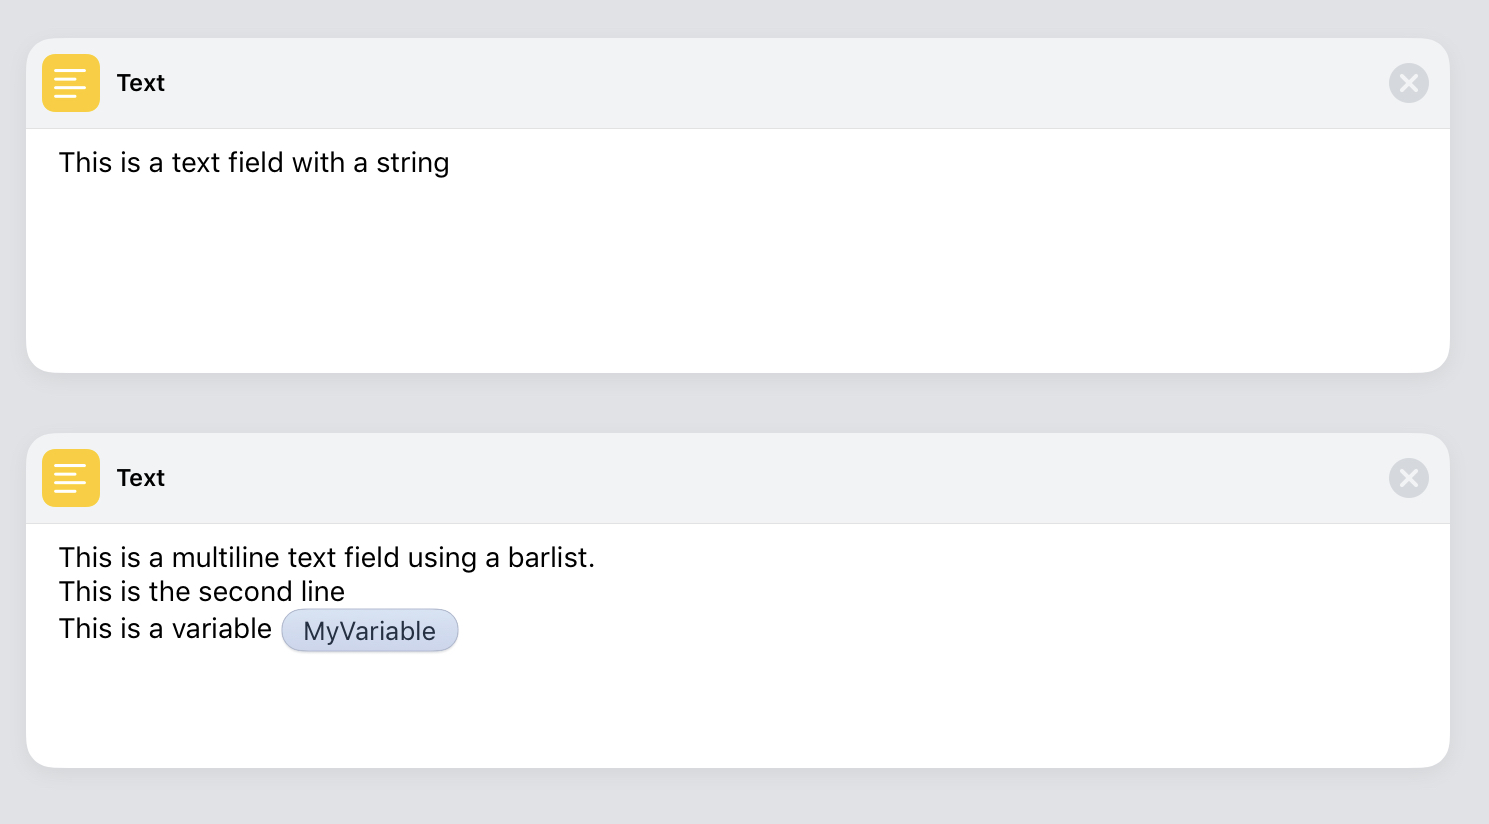 Text
This is a text field with a string
Text
This is a multiline text field using a barlist.
This is the second line
This is a variable MyVariable